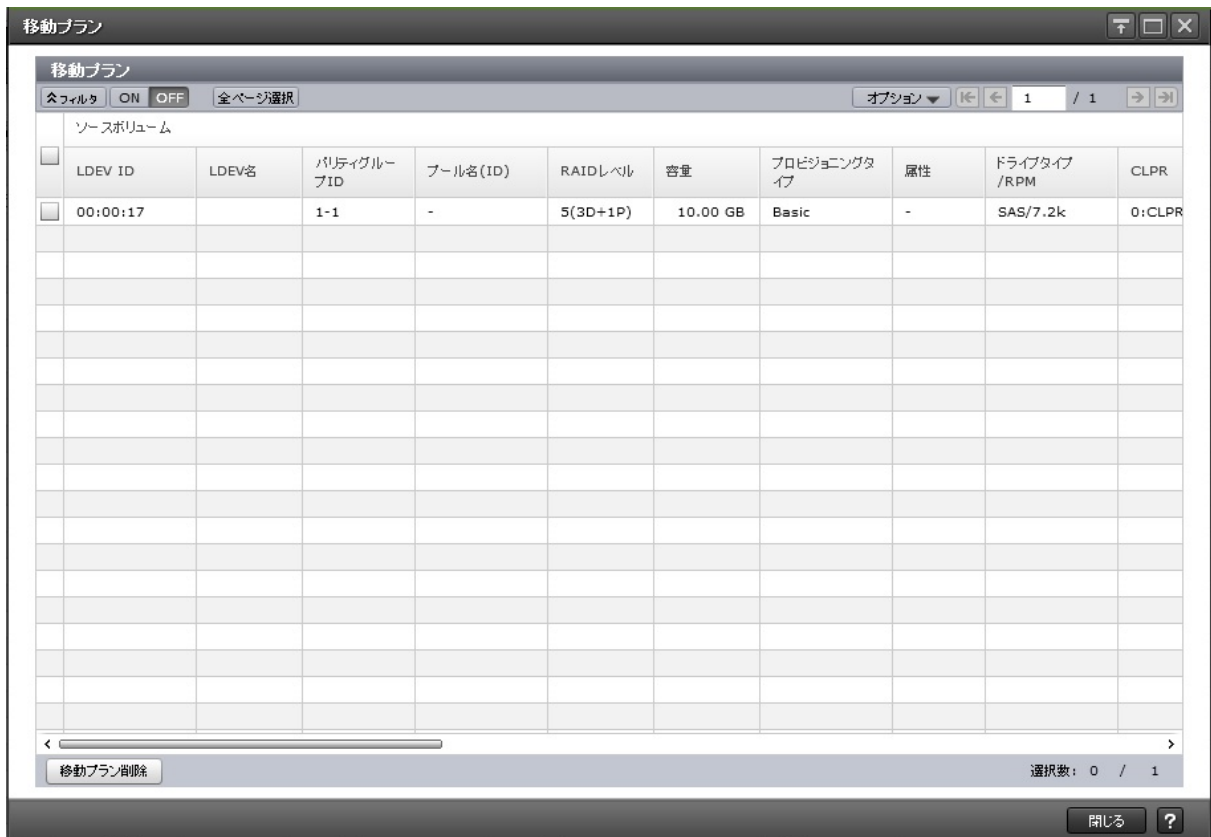 移動プラン
移動プラン
フィルタ ON OFF 全ページ選択 オプション 1 / 1
ソースボリューム
LDEV ID LDEV名 パリティグルー プール名(ID) RAIDレベル 容量 プロビジョニングタ 属性 ドライブタイプ CLPR
プID イプ /RPM
00:00:17 1-1 - 5(3D+1P) 10.00 GB Basic - SAS/7.2k 0:CLPR
移動プラン削除 選択数: 0 / 1
閉じる ?